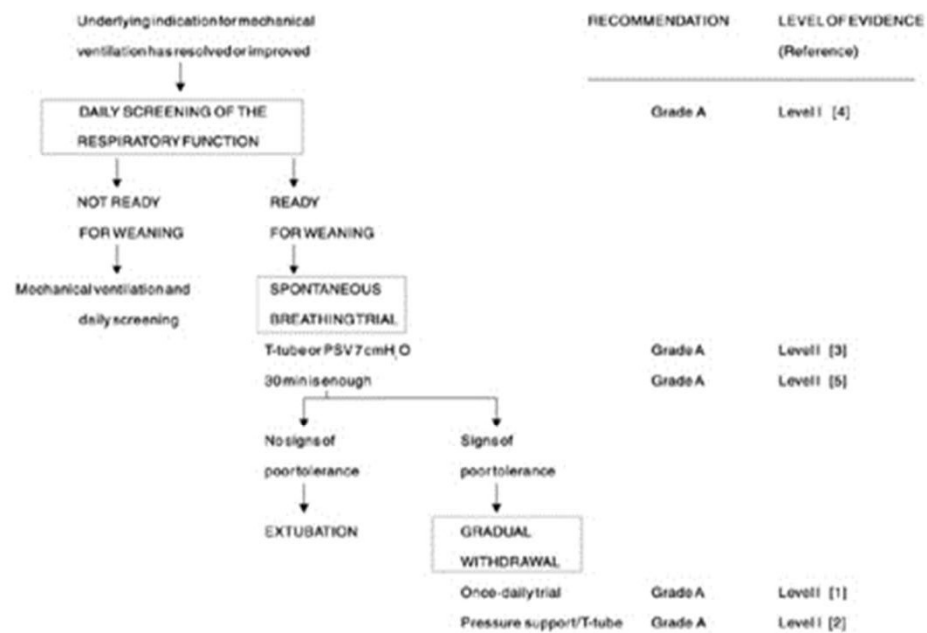 Underlying indication for mechanical RECOMMENDATION LEVEL OF EVIDENCE
ventilation has resolved or improved (Reference)
DAILY SCREENING OF THE Grade A Level I [4]
RESPIRATORY FUNCTION
NOT READY READY
FOR WEANING FOR WEANING
Mechanical ventilation and SPONTANEOUS
daily screening BREATHING TRIAL
T-tube or PSV 7 cmH₂O Grade A Level I [3]
30 min is enough Grade A Level I [5]
No signs of Signs of
poor tolerance poor tolerance
EXTUBATION GRADUAL
WITHDRAWAL
Once-daily trial Grade A Level I [1]
Pressure support/T-tube Grade A Level I [2]